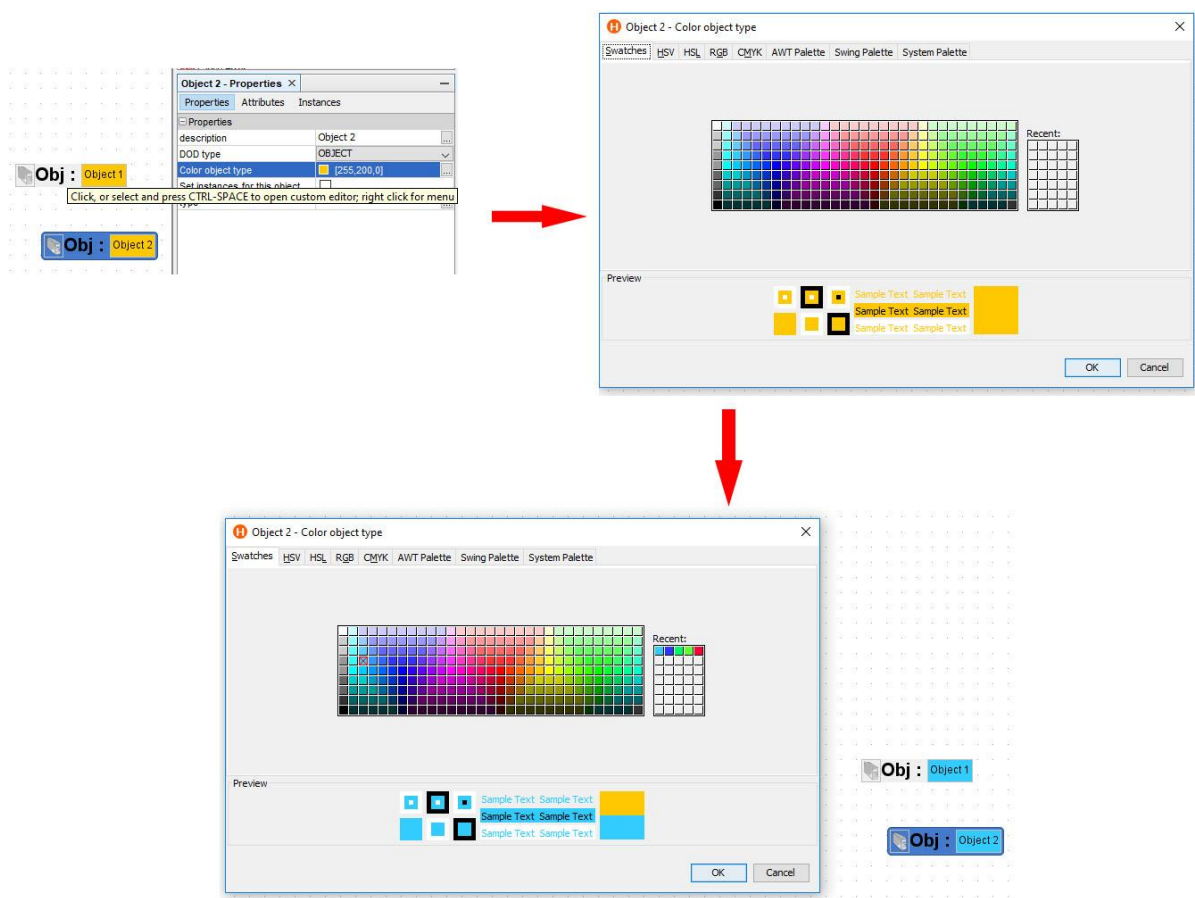 Object 2 - Properties ×
Properties Attributes Instances
Properties
description Object 2 ...
DOD type OBJECT
Color object type [255,200,0] ...
Set instances for this object
Click, or select and press CTRL-SPACE to open custom editor; right click for menu
Obj : Object 1
Obj : Object 2
Object 2 - Color object type
Swatches HSV HSL RGB CMYK AWT Palette Swing Palette System Palette
Recent:
Preview
Sample Text Sample Text
Sample Text Sample Text
Sample Text Sample Text
OK Cancel
Object 2 - Color object type
Swatches HSV HSL RGB CMYK AWT Palette Swing Palette System Palette
Recent:
Preview
Sample Text Sample Text
Sample Text Sample Text
Sample Text Sample Text
OK Cancel
Obj : Object 1
Obj : Object 2